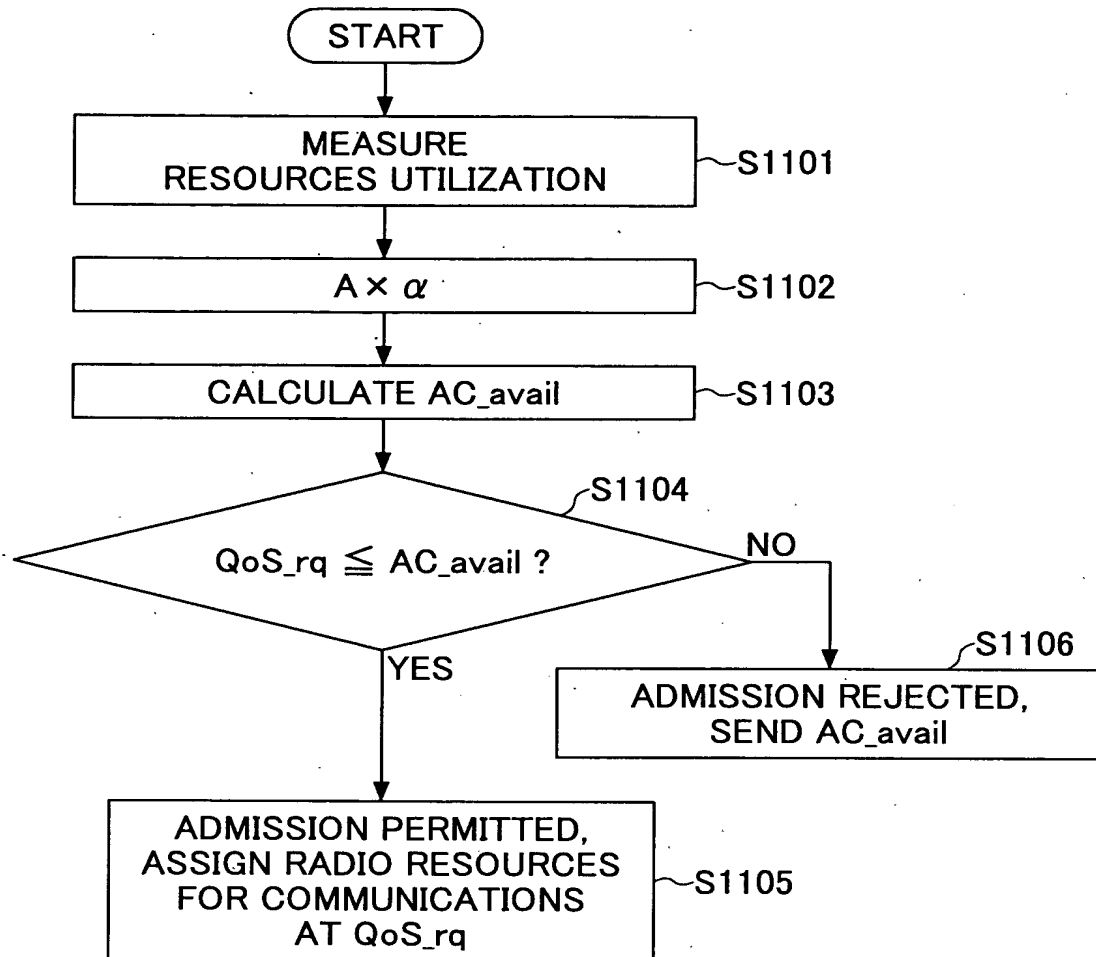 START
MEASURE
RESOURCES UTILIZATION
S1101
A × α
S1102
CALCULATE AC_avail
S1103
S1104
QoS_rq ≦ AC_avail ?
NO
YES
S1106
ADMISSION REJECTED,
SEND AC_avail
ADMISSION PERMITTED,
ASSIGN RADIO RESOURCES
FOR COMMUNICATIONS
AT QoS_rq
S1105